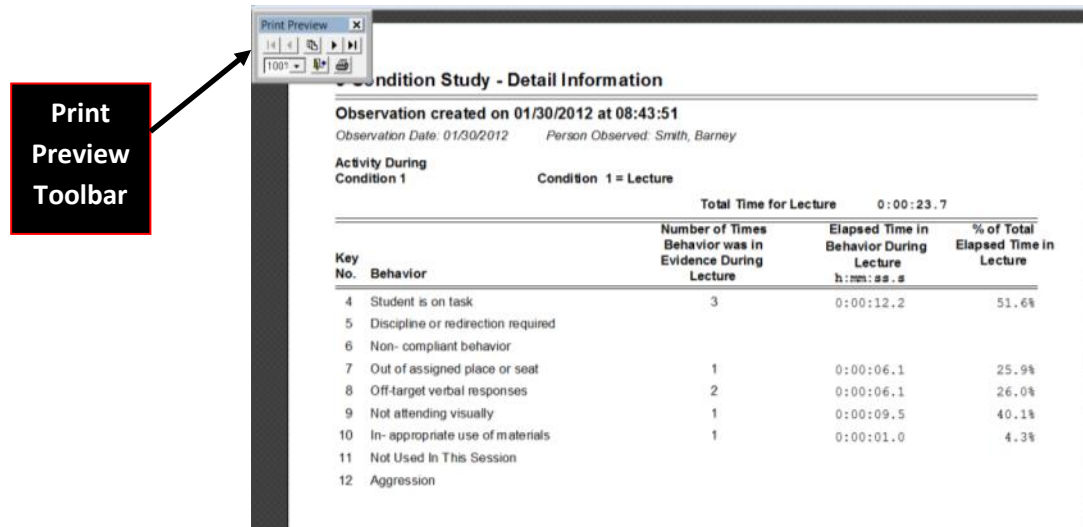 Print Preview
100%
Print
Preview
Toolbar
Condition Study - Detail Information
Observation created on 01/30/2012 at 08:43:51
Observation Date: 01/30/2012 Person Observed: Smith, Barney
Activity During
Condition 1 Condition 1 = Lecture
Total Time for Lecture 0:00:23.7
Key
No. Behavior
Number of Times
Behavior was in
Evidence During
Lecture
Elapsed Time in
Behavior During
Lecture
h:mm:ss.s
% of Total
Elapsed Time in
Lecture
4 Student is on task 3 0:00:12.2 51.6%
5 Discipline or redirection required
6 Non- compliant behavior
7 Out of assigned place or seat 1 0:00:06.1 25.9%
8 Off-target verbal responses 2 0:00:06.1 26.0%
9 Not attending visually 1 0:00:09.5 40.1%
10 In- appropriate use of materials 1 0:00:01.0 4.3%
11 Not Used In This Session
12 Aggression